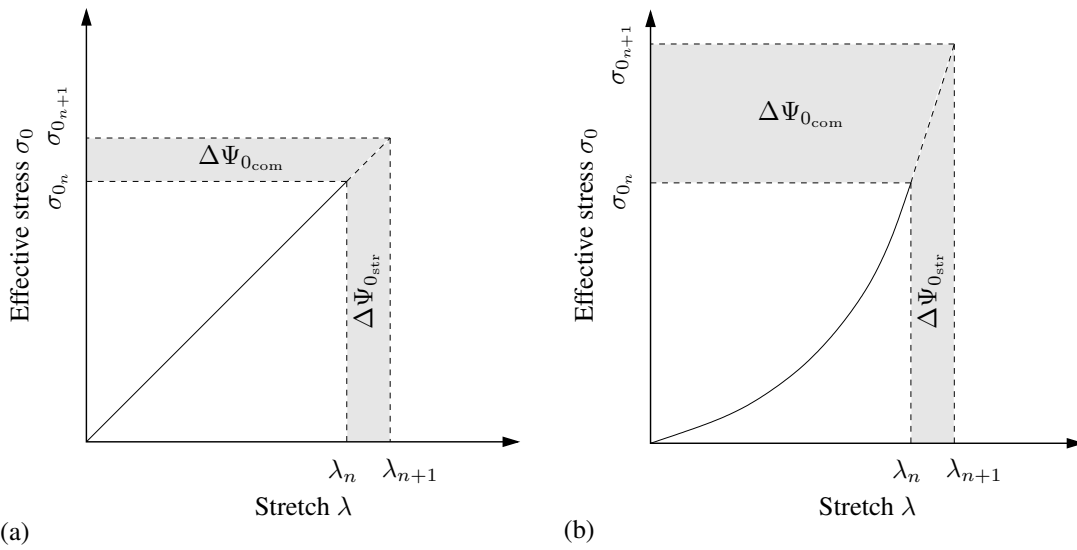 Effective stress σ₀
σ₀ₙ₊₁
σ₀ₙ
ΔΨ₀com
ΔΨ₀str
λₙ
λₙ₊₁
Stretch λ
(a)
Effective stress σ₀
σ₀ₙ₊₁
σ₀ₙ
ΔΨ₀com
ΔΨ₀str
λₙ
λₙ₊₁
Stretch λ
(b)